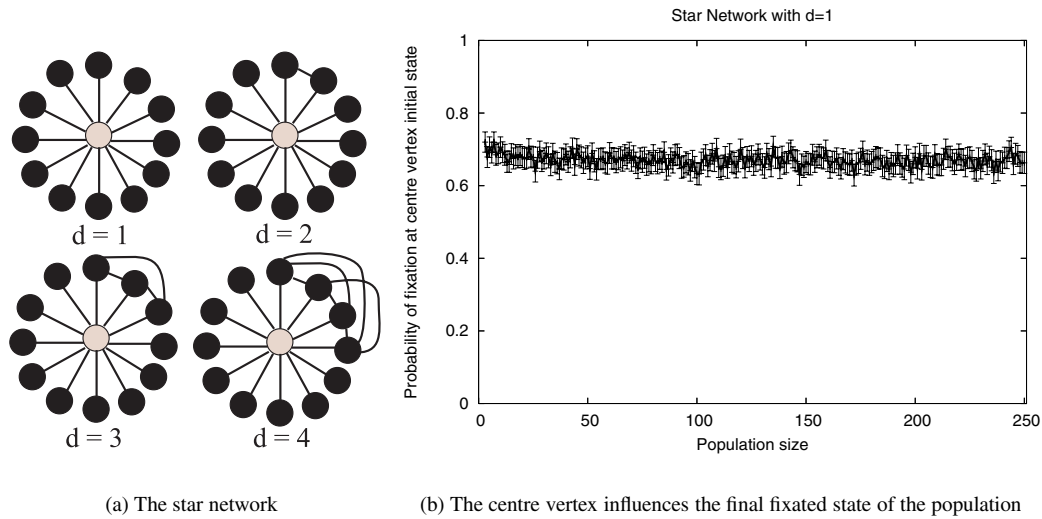 d = 1
d = 2
d = 3
d = 4
Star Network with d=1
Probability of fixation at centre vertex initial state
1
0.8
0.6
0.4
0.2
0
0 50 100 150 200 250
Population size
(a) The star network
(b) The centre vertex influences the final fixated state of the population